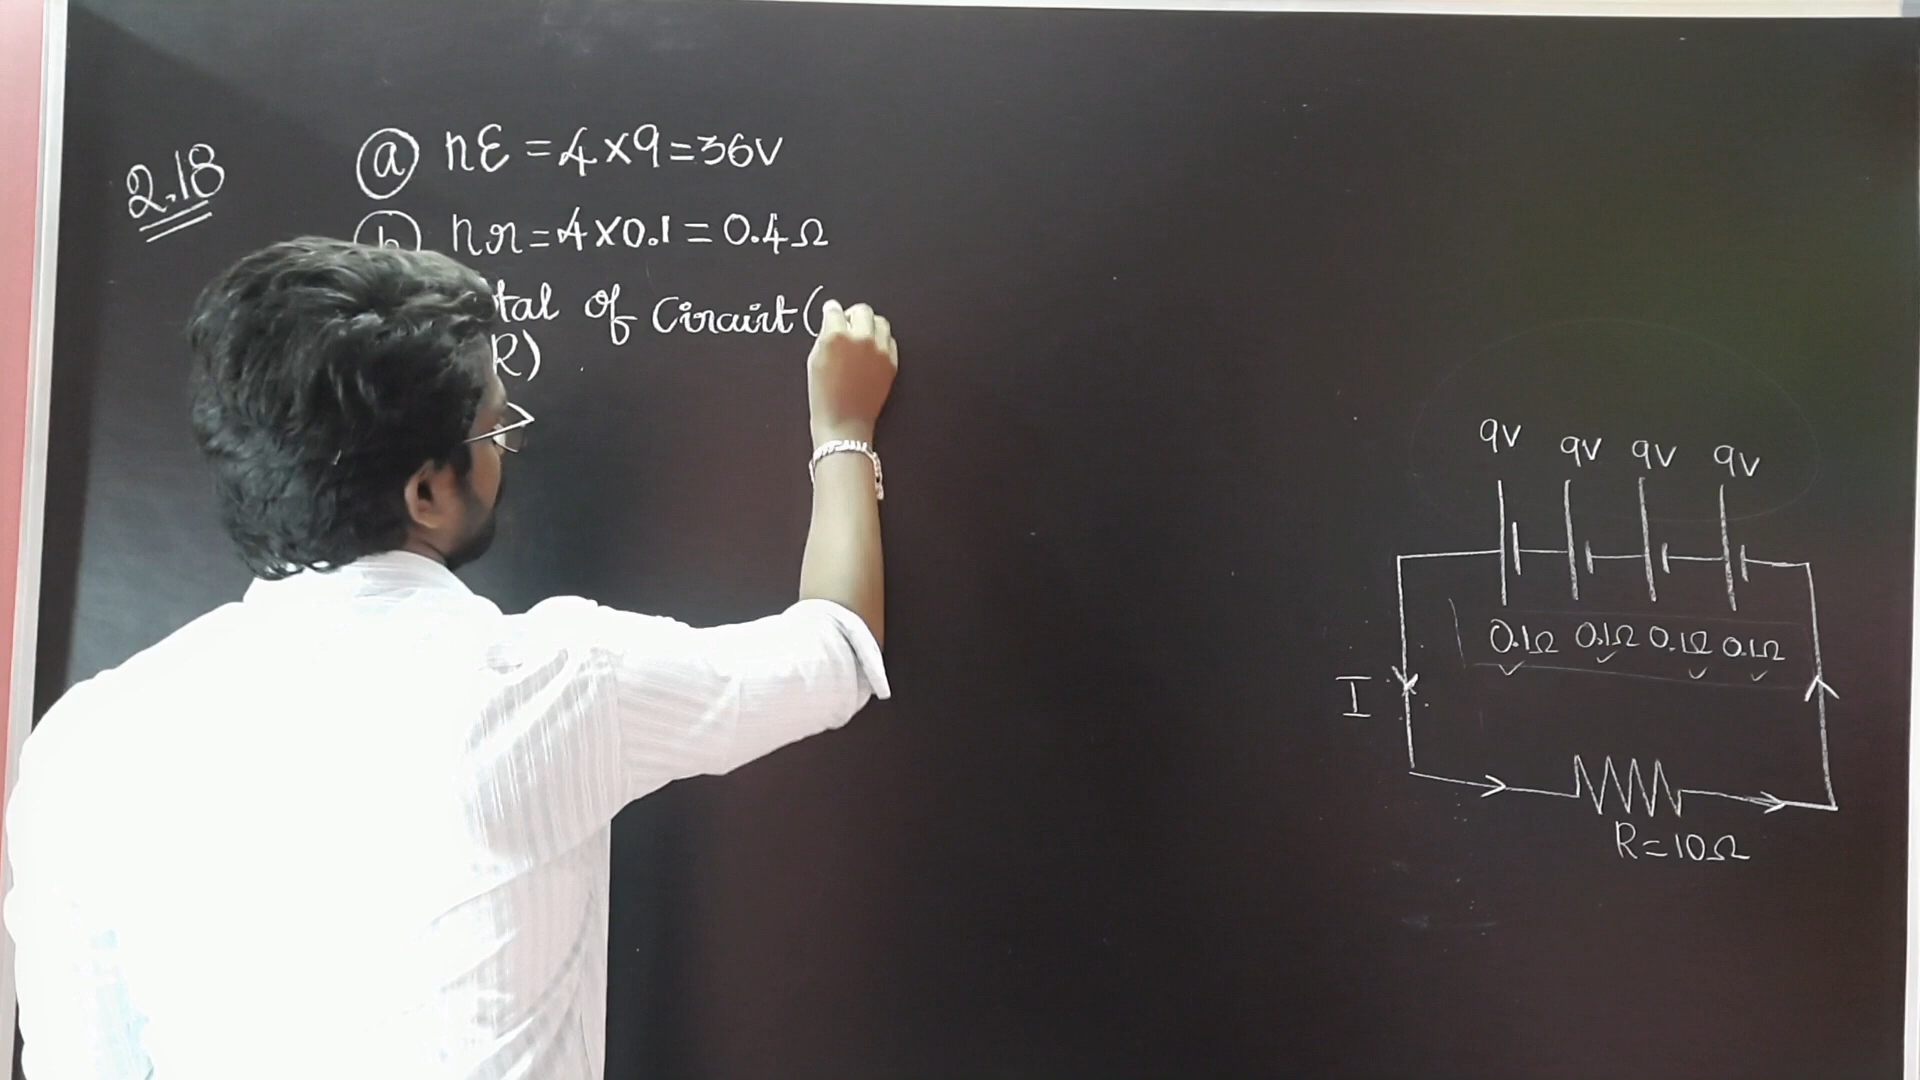 2.18
ⓐ nε = 4×9=36V
nr = 4×0.1 = 0.4Ω
tal of Circuit (
R)
9V 9V 9V 9V
0.1Ω 0.1Ω 0.1Ω 0.1Ω
I
R=10Ω